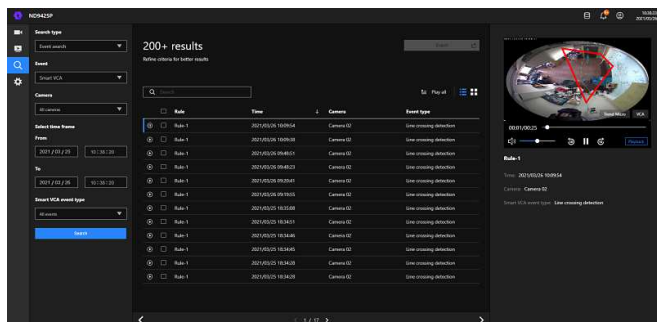 ND9425P
10:38:23
2021/03/26
Search type
Event search
Event
Smart VCA
Camera
All cameras
Select time frame
From
2021 / 03 / 23
10 : 38 : 20
To
2021 / 03 / 26
10 : 38 : 20
Smart VCA event type
All events
Search
200+ results
Refine criteria for better results
Export
Search
Play all
Rule Time Camera Event type
Rule-1 2021/03/26 10:09:54 Camera 02 Line crossing detection
Rule-1 2021/03/26 10:09:38 Camera 02 Line crossing detection
Rule-1 2021/03/26 09:48:51 Camera 02 Line crossing detection
Rule-1 2021/03/26 09:48:23 Camera 02 Line crossing detection
Rule-1 2021/03/26 09:20:41 Camera 02 Line crossing detection
Rule-1 2021/03/26 09:19:55 Camera 02 Line crossing detection
Rule-1 2021/03/25 18:35:08 Camera 02 Line crossing detection
Rule-1 2021/03/25 18:34:51 Camera 02 Line crossing detection
Rule-1 2021/03/25 18:34:46 Camera 02 Line crossing detection
Rule-1 2021/03/25 18:34:45 Camera 02 Line crossing detection
Rule-1 2021/03/25 18:34:28 Camera 02 Line crossing detection
Rule-1 2021/03/25 18:34:28 Camera 02 Line crossing detection
1 / 17
VCA
00:01/00:25
Playback
Rule-1
Time: 2021/03/26 10:09:54
Camera: Camera 02
Smart VCA event type: Line crossing detection